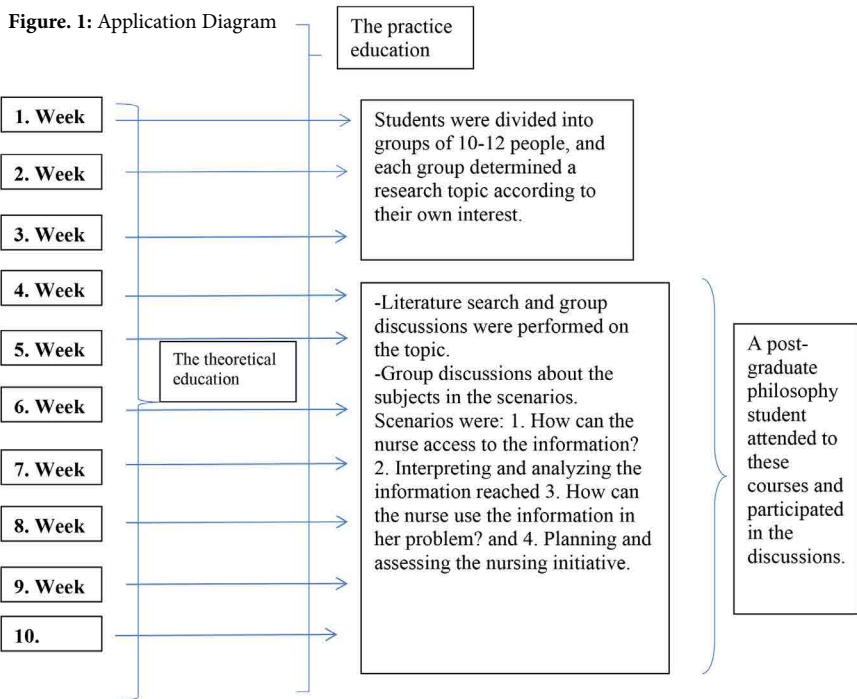 Figure. 1: Application Diagram
The practice
education
1. Week
2. Week
3. Week
4. Week
5. Week
6. Week
7. Week
8. Week
9. Week
10.
The theoretical
education
Students were divided into
groups of 10-12 people, and
each group determined a
research topic according to
their own interest.
-Literature search and group
discussions were performed on
the topic.
-Group discussions about the
subjects in the scenarios.
Scenarios were: 1. How can the
nurse access to the information?
2. Interpreting and analyzing the
information reached 3. How can
the nurse use the information in
her problem? and 4. Planning and
assessing the nursing initiative.
A post-
graduate
philosophy
student
attended to
these
courses and
participated
in the
discussions.